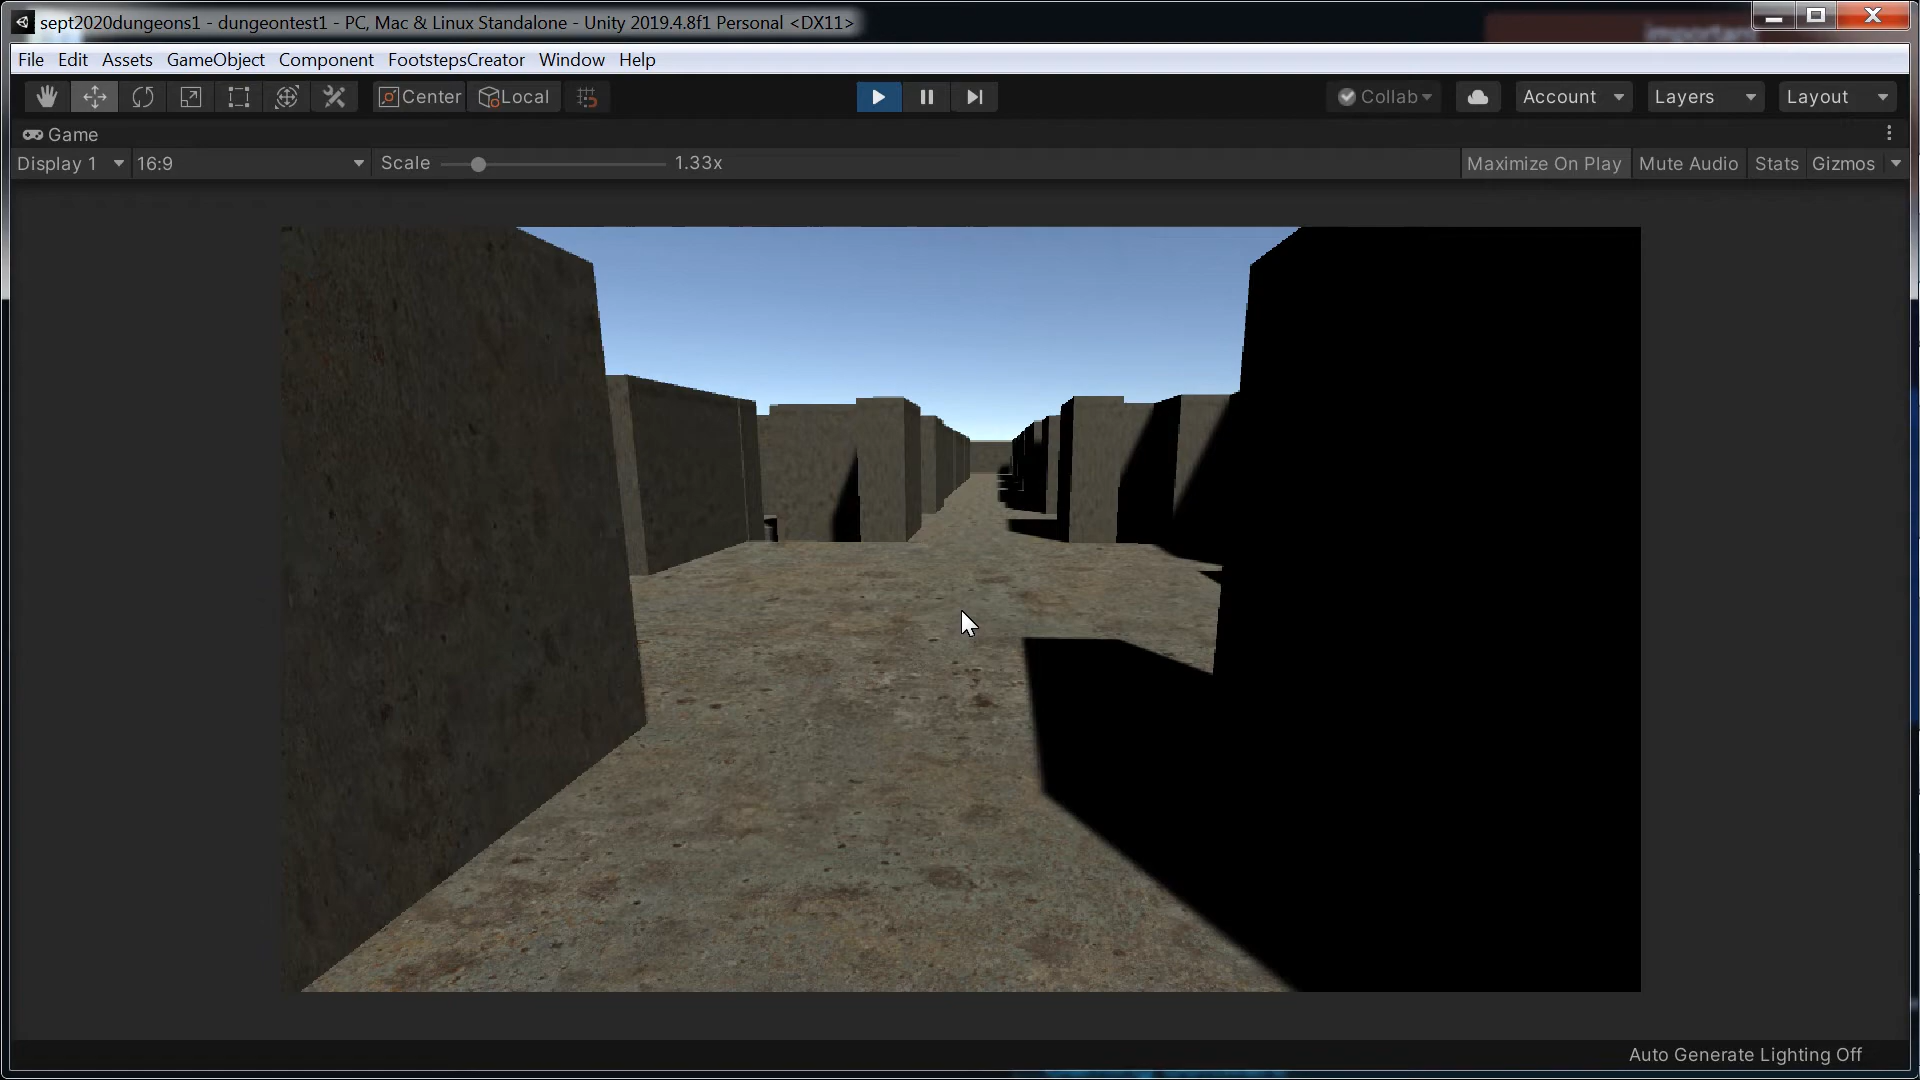 sept2020dungeons1 - dungeontest1 - PC, Mac & Linux Standalone - Unity 2019.4.8f1 Personal <DX11>
important
File Edit Assets GameObject Component FootstepsCreator Window Help
Center Local Collab Account Layers Layout
Game
Display 1 16:9 Scale 1.33x Maximize On Play Mute Audio Stats Gizmos
Auto Generate Lighting Off